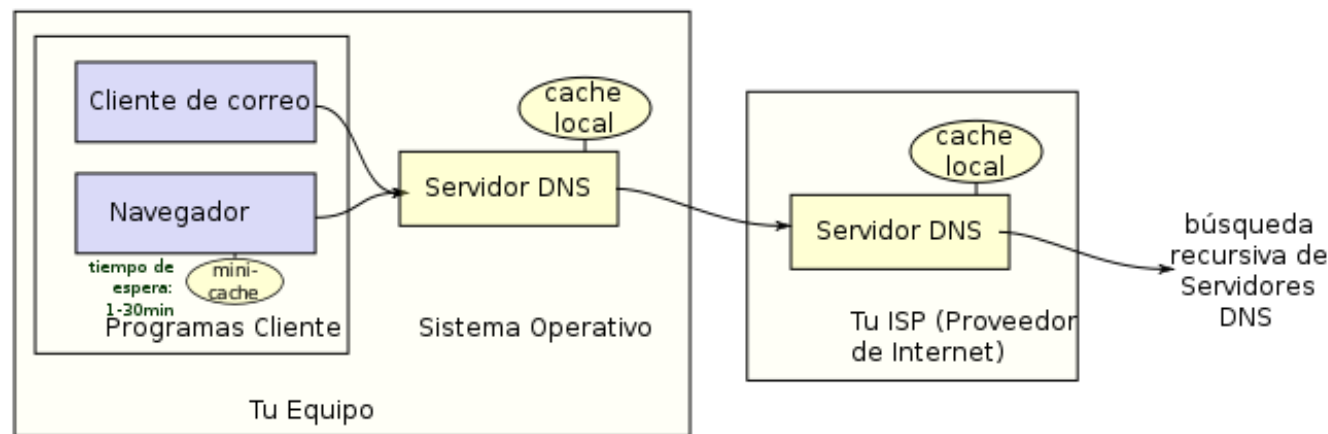 Cliente de correo
Navegador
tiempo de
espera:
1-30min
mini-
cache
Programas Cliente
cache
local
Servidor DNS
Sistema Operativo
Tu Equipo
cache
local
Servidor DNS
Tu ISP (Proveedor
de Internet)
búsqueda
recursiva de
Servidores
DNS